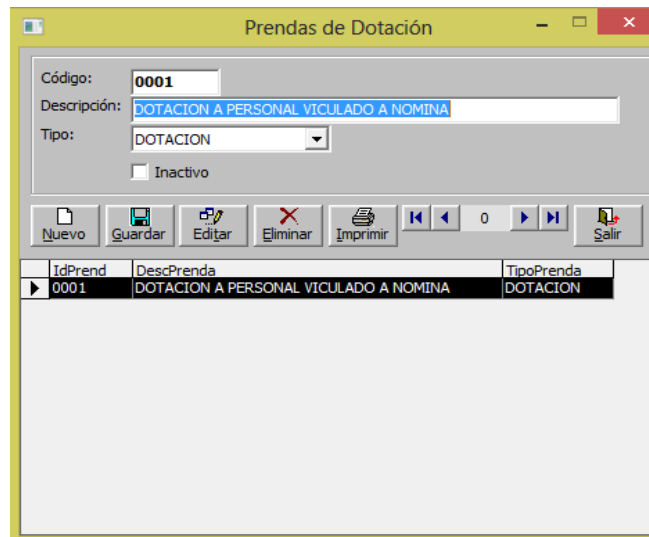 Prendas de Dotación
Código: 0001
Descripción: DOTACION A PERSONAL VICULADO A NOMINA
Tipo: DOTACION
Inactivo
Nuevo Guardar Editar Eliminar Imprimir 0 Salir
IdPrend DescPrenda TipoPrenda
0001 DOTACION A PERSONAL VICULADO A NOMINA DOTACION